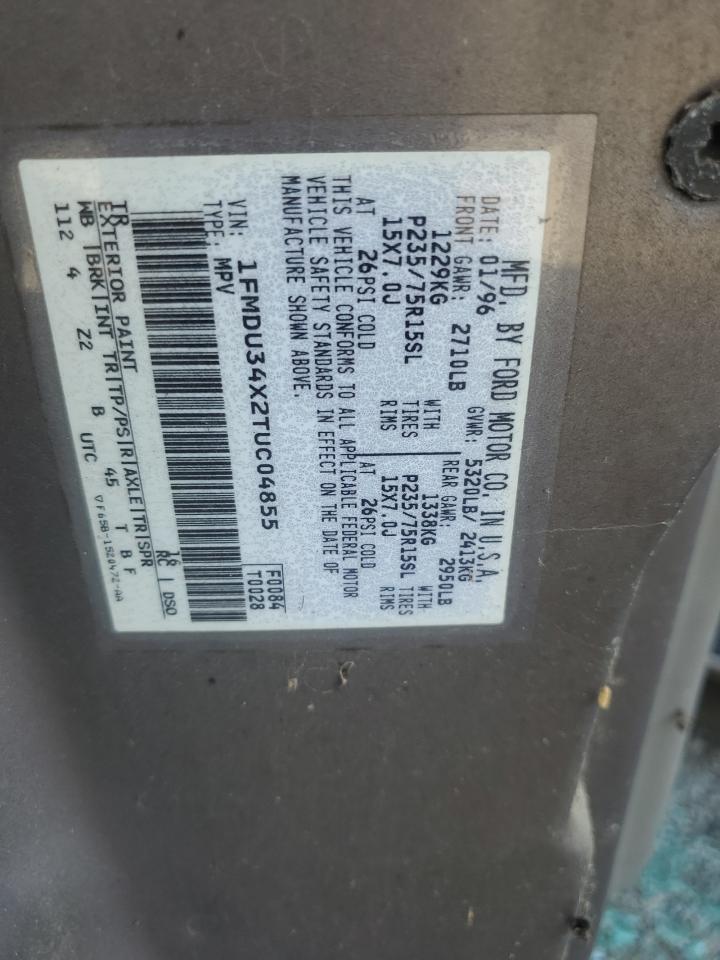 MFD. BY FORD MOTOR CO. IN U.S.A.
DATE: 01/96 GVWR: 5320LB/ 2413KG
FRONT GAWR: 2710LB REAR GAWR: 2950LB
1229KG WITH 1338KG WITH
P235/75R15SL TIRES P235/75R15SL TIRES
15X7.0J RIMS 15X7.0J RIMS
AT 26PSI COLD AT 26PSI COLD
THIS VEHICLE CONFORMS TO ALL APPLICABLE FEDERAL MOTOR
VEHICLE SAFETY STANDARDS IN EFFECT ON THE DATE OF
MANUFACTURE SHOWN ABOVE.
VIN: 1FMDU34X2TUC04855 F0084
TYPE: MPV T0028
EXTERIOR PAINT RC DSO
WB BRK INT TR TP/PS R AXLE TR SPR
112 4 Z2 B 45 T B F
UTC F65B-1520472-AA